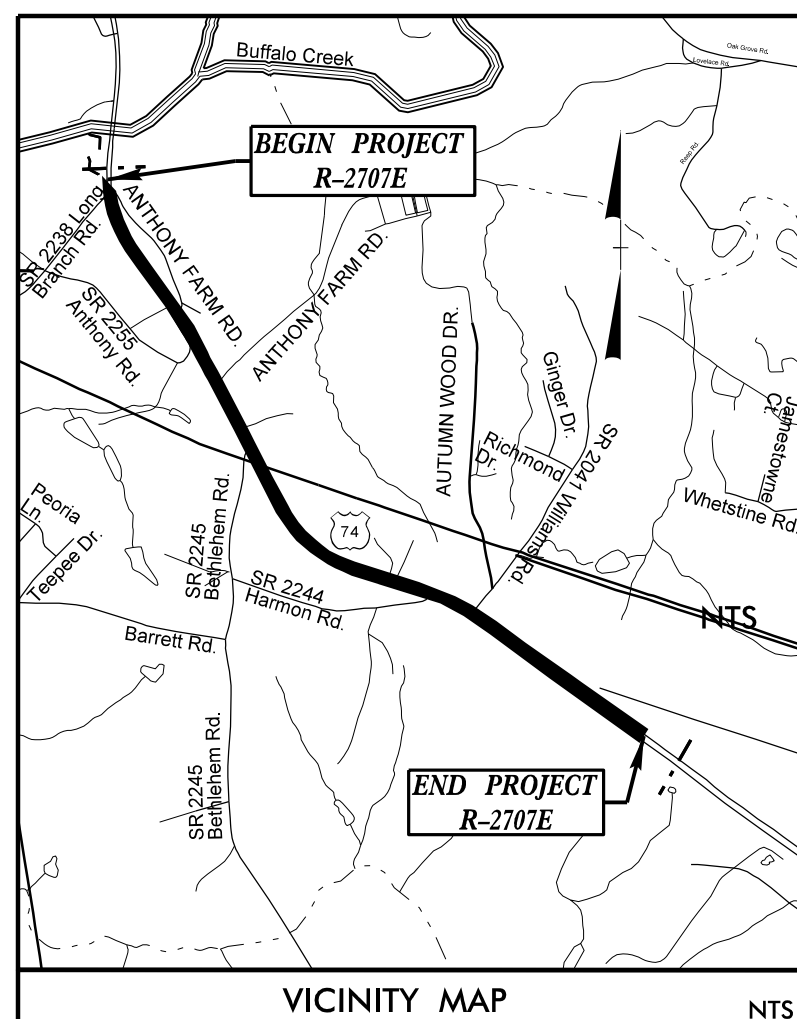 Oak Grove Rd.
Lovelace Rd.
Buffalo Creek
Reap Rd.
BEGIN PROJECT
R–2707E
SR 2238 Long
Branch Rd.
ANTHONY FARM RD.
SR 2255
Anthony Rd.
ANTHONY FARM RD.
AUTUMN WOOD DR.
Ginger Dr.
Richmond
Dr.
SR 2041 Williams Rd.
Jamestowne
Ct.
Whetstine Rd.
Peoria
Ln.
Teepee Dr.
SR 2245
Bethlehem Rd.
74
SR 2244
Harmon Rd.
Barrett Rd.
NTS
SR 2245
Bethlehem Rd.
END PROJECT
R–2707E
VICINITY MAP
NTS